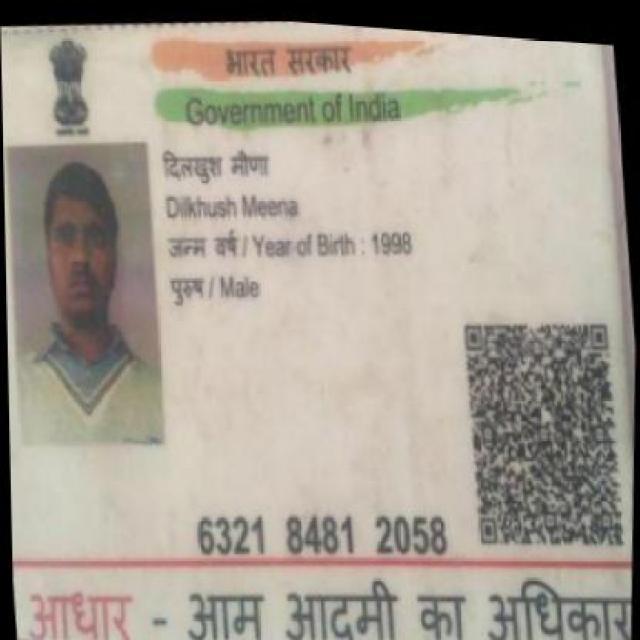 भारत सरकार
Government of India
दिलखुश मीणा
Dilkhush Meena
जन्म वर्ष / Year of Birth : 1998
पुरुष / Male
6321 8481 2058
आधार - आम आदमी का अधिकार